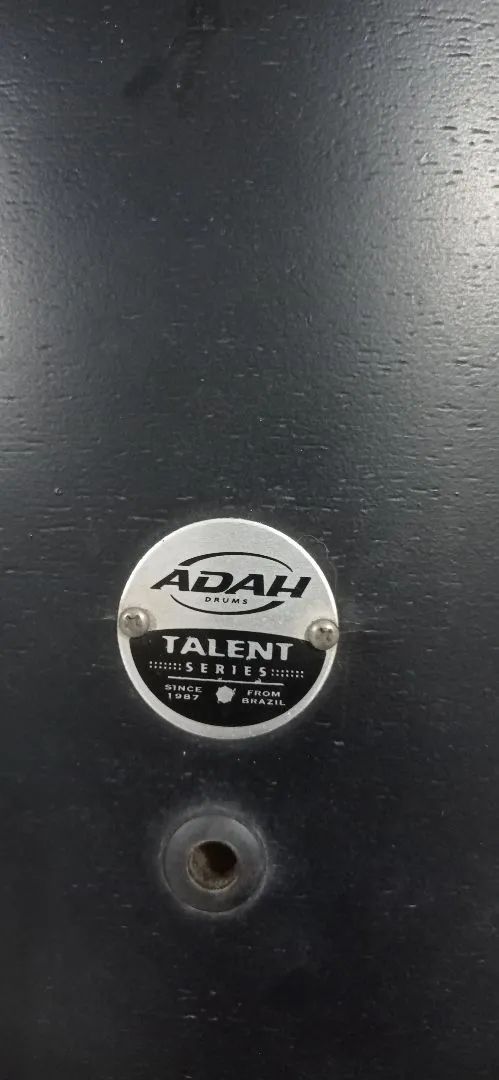 ADAH
DRUMS
TALENT
SERIES
SINCE
1987
FROM
BRAZIL